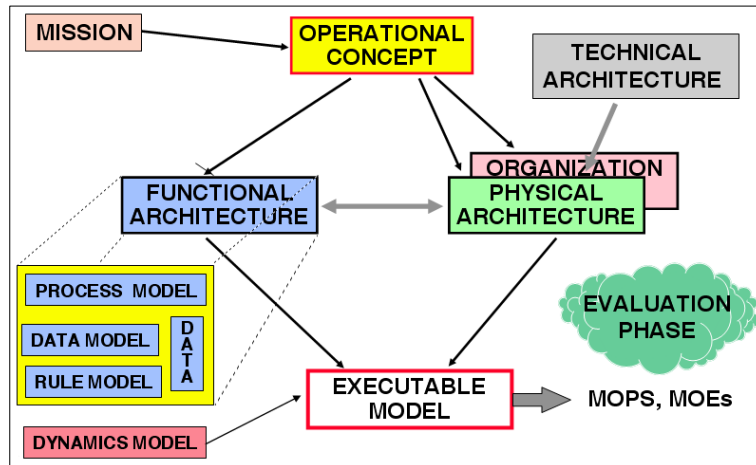 MISSION
OPERATIONAL
CONCEPT
TECHNICAL
ARCHITECTURE
ORGANIZATION
FUNCTIONAL
ARCHITECTURE
PHYSICAL
ARCHITECTURE
PROCESS MODEL
DATA MODEL
DATA
RULE MODEL
EVALUATION
PHASE
EXECUTABLE
MODEL
MOPS, MOEs
DYNAMICS MODEL